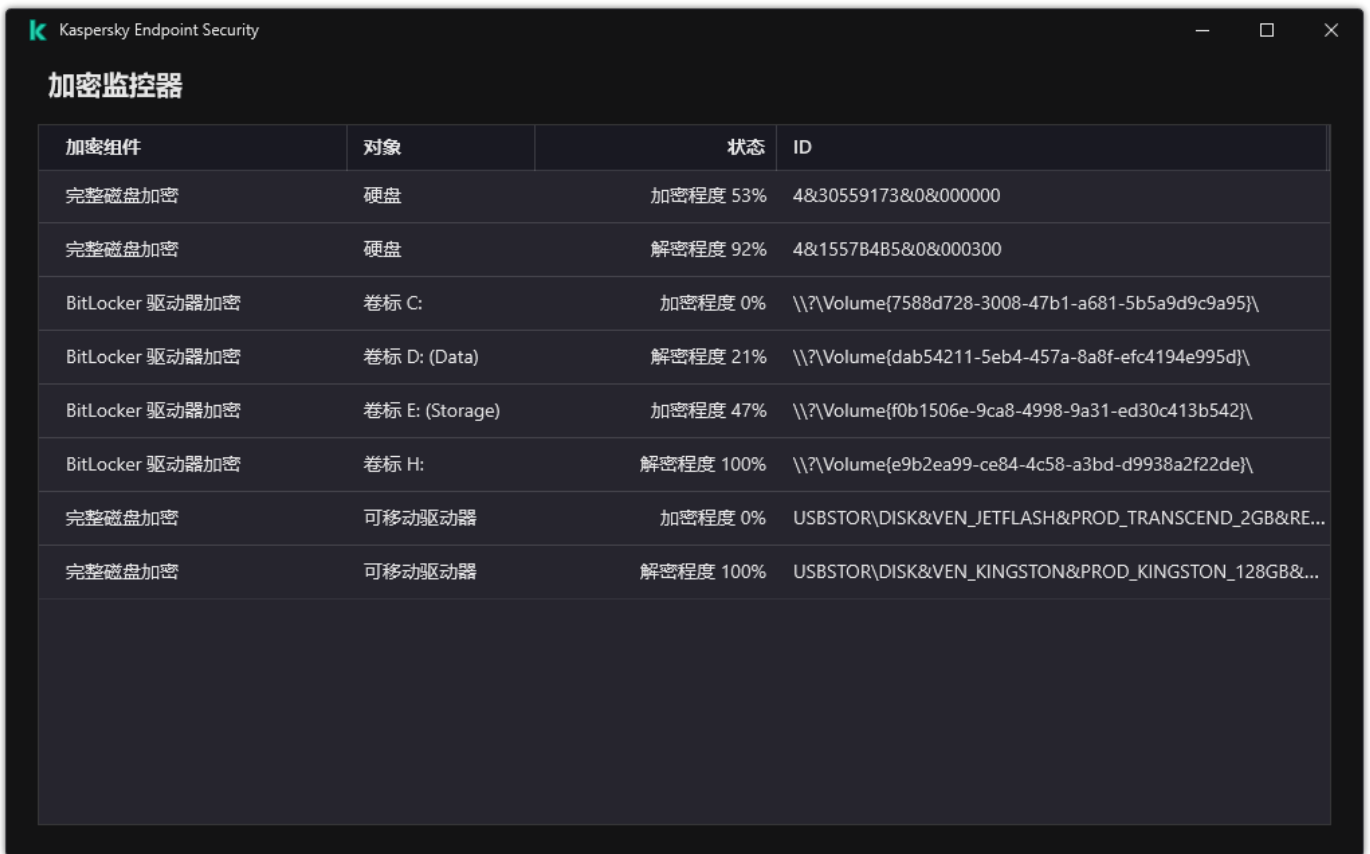 Kaspersky Endpoint Security
加密监控器
加密组件 对象 状态 ID
完整磁盘加密 硬盘 加密程度 53% 4&30559173&0&000000
完整磁盘加密 硬盘 解密程度 92% 4&1557B4B5&0&000300
BitLocker 驱动器加密 卷标 C: 加密程度 0% \\?\Volume{7588d728-3008-47b1-a681-5b5a9d9c9a95}\
BitLocker 驱动器加密 卷标 D: (Data) 解密程度 21% \\?\Volume{dab54211-5eb4-457a-8a8f-efc4194e995d}\
BitLocker 驱动器加密 卷标 E: (Storage) 加密程度 47% \\?\Volume{f0b1506e-9ca8-4998-9a31-ed30c413b542}\
BitLocker 驱动器加密 卷标 H: 解密程度 100% \\?\Volume{e9b2ea99-ce84-4c58-a3bd-d9938a2f22de}\
完整磁盘加密 可移动驱动器 加密程度 0% USBSTOR\DISK&VEN_JETFLASH&PROD_TRANSCEND_2GB&RE...
完整磁盘加密 可移动驱动器 解密程度 100% USBSTOR\DISK&VEN_KINGSTON&PROD_KINGSTON_128GB&...